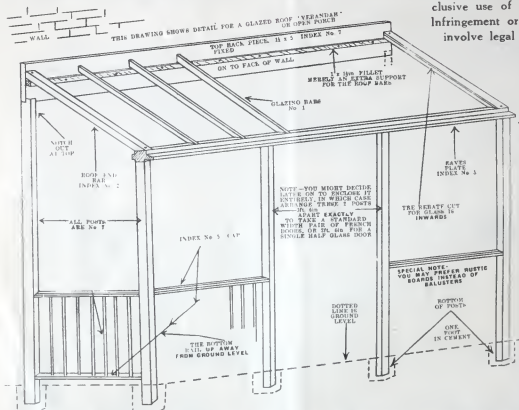 clusive use of
Infringement or
involve legal
WALL
THIS DRAWING SHOWS DETAIL FOR A GLAZED ROOF "VERANDAH"
OR OPEN PORCH
TOP BACK PIECE, INDEX No. 7
FIXED
ON TO FACE OF WALL
FILLET
MERELY AN EXTRA SUPPORT
FOR THE ROOF BARS
GLAZING BARS
No 1
NOTCH
OUT
AT TOP
ROOF END
BAR
INDEX No 2
EAVES
PLATE
INDEX No 3
ALL POSTS
ARE No 7
NOTE—YOU MIGHT DECIDE
LATER ON TO ENCLOSE IT
ENTIRELY, IN WHICH CASE
ARRANGE THESE 2 POSTS
APART EXACTLY
TO TAKE A STANDARD
WIDTH PAIR OF FRENCH
DOORS, OR 2ft. 6in FOR A
SINGLE HALF GLASS DOOR
THE REBATE CUT
FOR GLASS IS
INWARDS
INDEX No 5 CAP
SPECIAL NOTE-
YOU MAY PREFER RUSTIC
BOARDS INSTEAD OF
BALUSTERS
DOTTED
LINE IS
GROUND
LEVEL
BOTTOM
OF POSTS
ONE
FOOT
IN CEMENT
THE BOTTOM
RAIL UP AWAY
FROM GROUND LEVEL